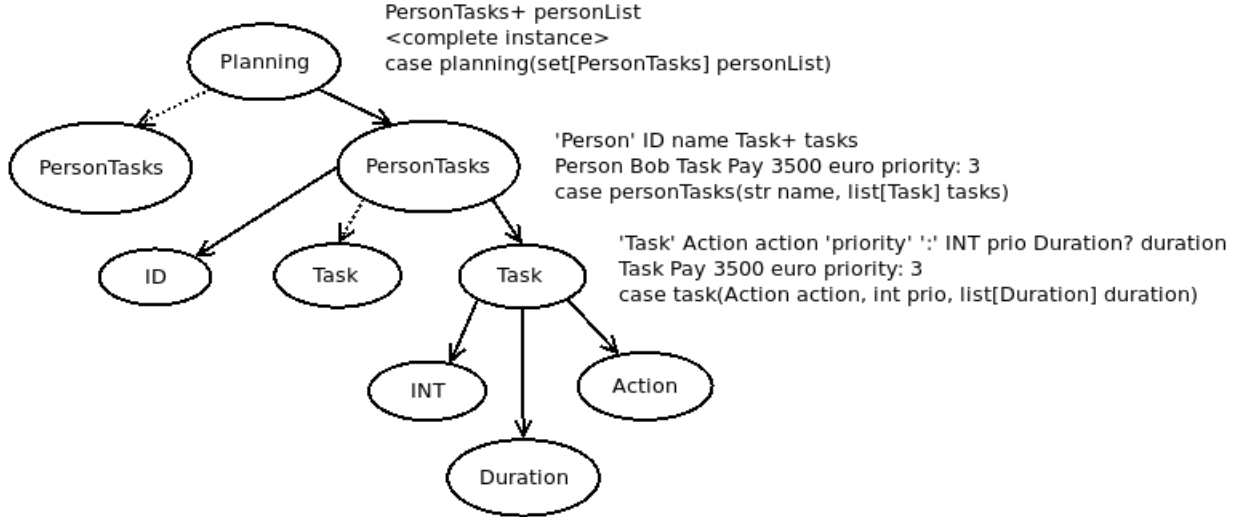 PersonTasks+ personList
<complete instance>
case planning(set[PersonTasks] personList)
Planning
PersonTasks
PersonTasks
'Person' ID name Task+ tasks
Person Bob Task Pay 3500 euro priority: 3
case personTasks(str name, list[Task] tasks)
ID
Task
Task
'Task' Action action 'priority' ':' INT prio Duration? duration
Task Pay 3500 euro priority: 3
case task(Action action, int prio, list[Duration] duration)
INT
Action
Duration